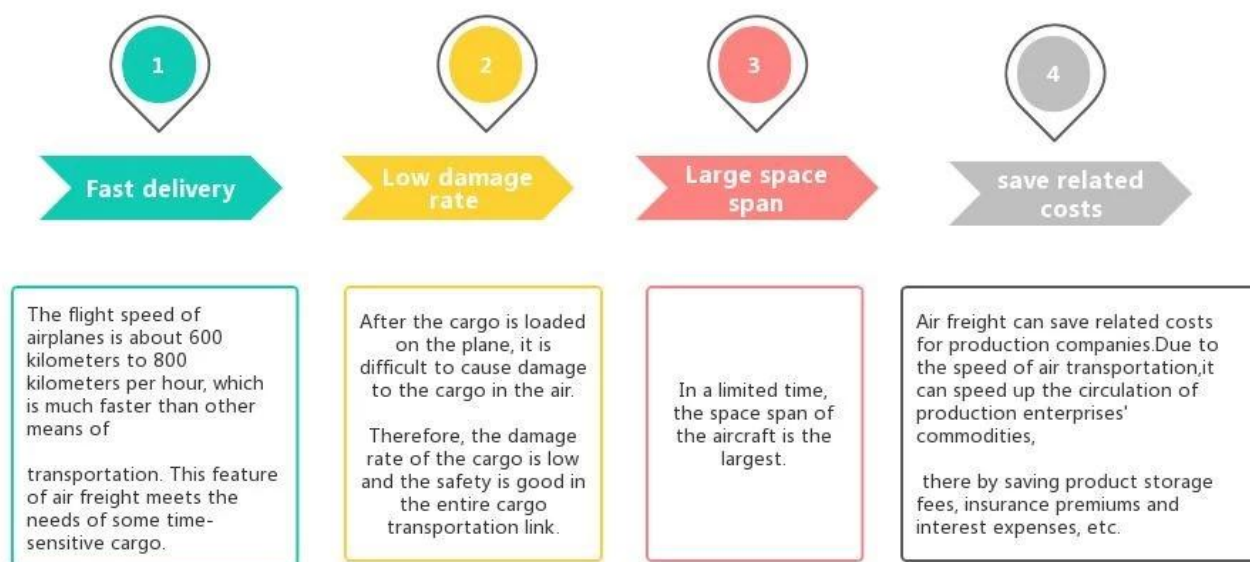 1
2
3
4
Fast delivery
Low damage
rate
Large space
span
save related
costs
The flight speed of
airplanes is about 600
kilometers to 800
kilometers per hour, which
is much faster than other
means of
transportation. This feature
of air freight meets the
needs of some time-
sensitive cargo.
After the cargo is loaded
on the plane, it is
difficult to cause damage
to the cargo in the air.
Therefore, the damage
rate of the cargo is low
and the safety is good in
the entire cargo
transportation link.
In a limited time,
the space span of
the aircraft is the
largest.
Air freight can save related costs
for production companies.Due to
the speed of air transportation,it
can speed up the circulation of
production enterprises'
commodities,
there by saving product storage
fees, insurance premiums and
interest expenses, etc.